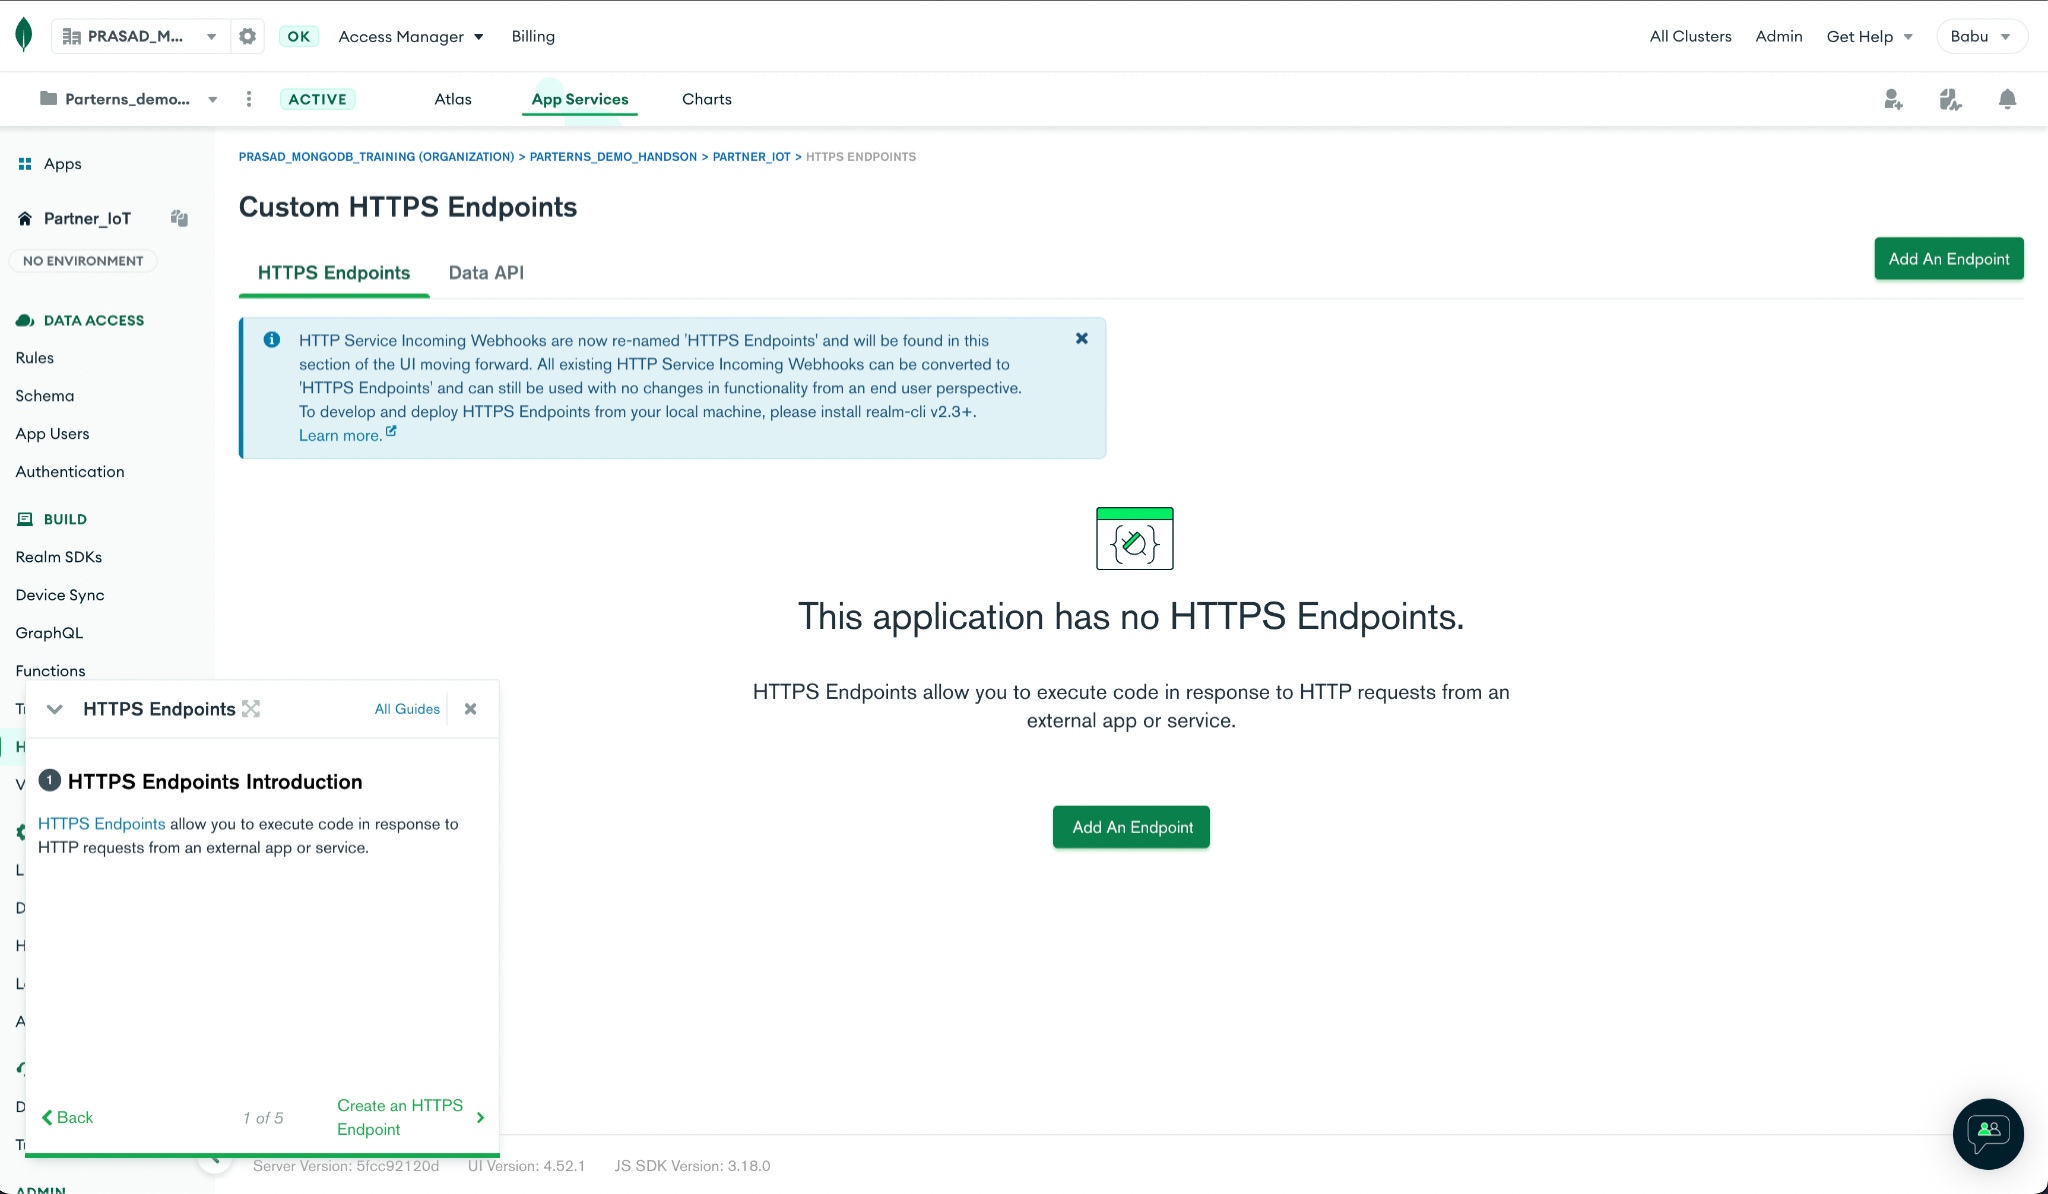 PRASAD_M...
OK
Access Manager
Billing
All Clusters
Admin
Get Help
Babu
Parterns_demo...
ACTIVE
Atlas
App Services
Charts
Apps
Partner_IoT
NO ENVIRONMENT
DATA ACCESS
Rules
Schema
App Users
Authentication
BUILD
Realm SDKs
Device Sync
GraphQL
Functions
PRASAD_MONGODB_TRAINING (ORGANIZATION) > PARTERNS_DEMO_HANDSON > PARTNER_IOT > HTTPS ENDPOINTS
Custom HTTPS Endpoints
HTTPS Endpoints
Data API
Add An Endpoint
HTTP Service Incoming Webhooks are now re-named 'HTTPS Endpoints' and will be found in this
section of the UI moving forward. All existing HTTP Service Incoming Webhooks can be converted to
'HTTPS Endpoints' and can still be used with no changes in functionality from an end user perspective.
To develop and deploy HTTPS Endpoints from your local machine, please install realm-cli v2.3+.
Learn more.
This application has no HTTPS Endpoints.
HTTPS Endpoints allow you to execute code in response to HTTP requests from an
external app or service.
Add An Endpoint
HTTPS Endpoints
All Guides
1 HTTPS Endpoints Introduction
HTTPS Endpoints allow you to execute code in response to
HTTP requests from an external app or service.
Back
1 of 5
Create an HTTPS
Endpoint
Server Version: 5fcc92120d
UI Version: 4.52.1
JS SDK Version: 3.18.0
ADMIN